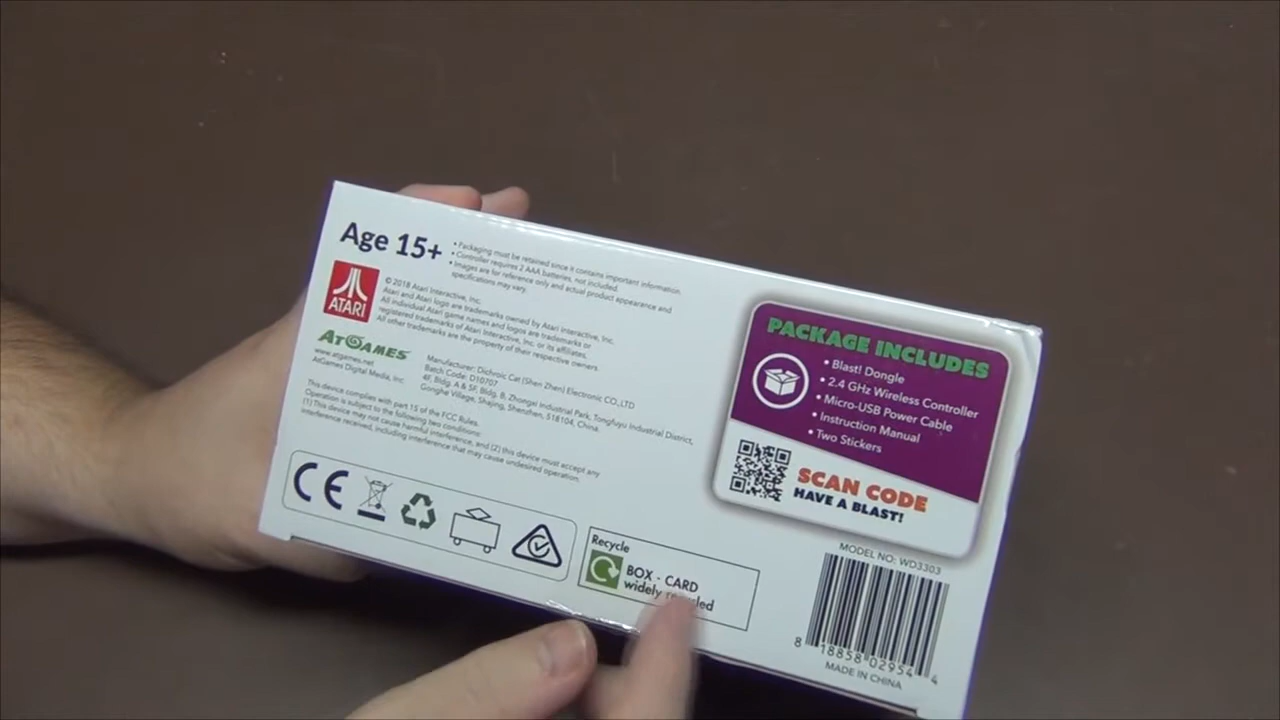 Age 15+
• Packaging must be retained since it contains important information.
• Controller requires 2 AAA batteries, not included.
• Images are for reference only and actual product appearance and
specifications may vary.
ATARI
© 2018 Atari Interactive, Inc.
Atari and Atari logo are trademarks owned by Atari Interactive, Inc.
All individual Atari game names and logos are trademarks or
registered trademarks of Atari Interactive, Inc. or its affiliates.
All other trademarks are the property of their respective owners.
ATGAMES
www.atgames.net
AtGames Digital Media, Inc.
Manufacturer: Dichroic Cat (Shen Zhen) Electronic CO.,LTD
Batch Code: D10707
4F, Bldg. A & 5F, Bldg. B, Zhongai Industrial Park, Tongfuyu Industrial District,
Gonghe Village, Shajing, Shenzhen, 518104, China.
This device complies with part 15 of the FCC Rules.
Operation is subject to the following two conditions:
(1) This device may not cause harmful interference, and (2) this device must accept any
interference received, including interference that may cause undesired operation.
CE
Recycle
BOX - CARD
widely recycled
PACKAGE INCLUDES
• Blast! Dongle
• 2.4 GHz Wireless Controller
• Micro-USB Power Cable
• Instruction Manual
• Two Stickers
SCAN CODE
HAVE A BLAST!
MODEL NO: WD3303
8 18858 02954 4
MADE IN CHINA